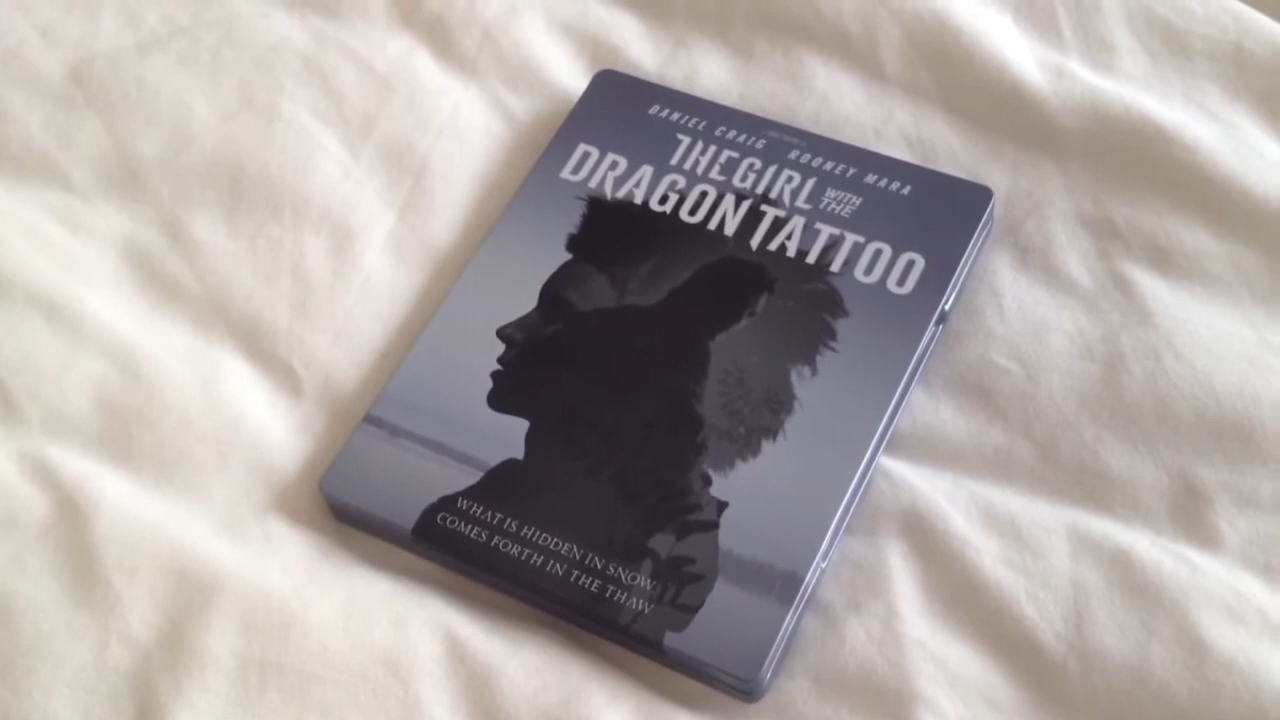 DANIEL CRAIG ROONEY MARA
THE GIRL WITH THE
DRAGON TATTOO
WHAT IS HIDDEN IN SNOW,
COMES FORTH IN THE THAW